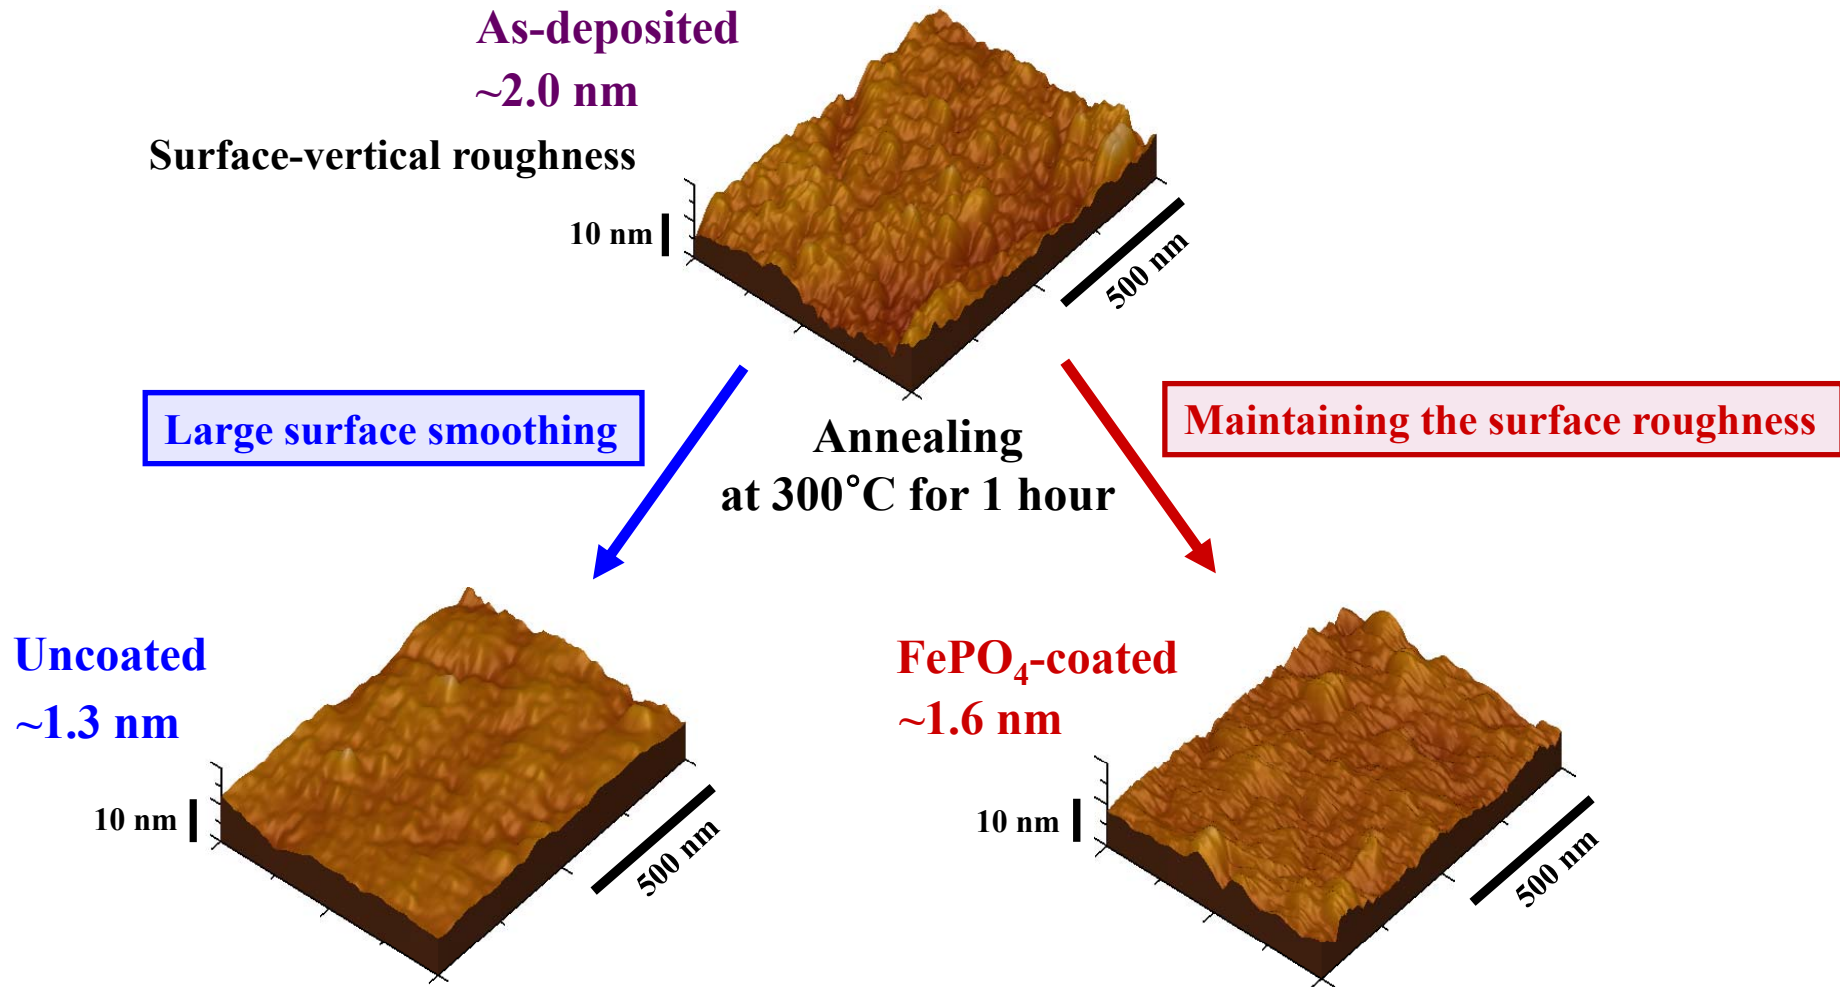 As-deposited
~2.0 nm
Surface-vertical roughness
10 nm
500 nm
Large surface smoothing
Annealing
at 300°C for 1 hour
Maintaining the surface roughness
Uncoated
~1.3 nm
10 nm
500 nm
FePO₄-coated
~1.6 nm
10 nm
500 nm